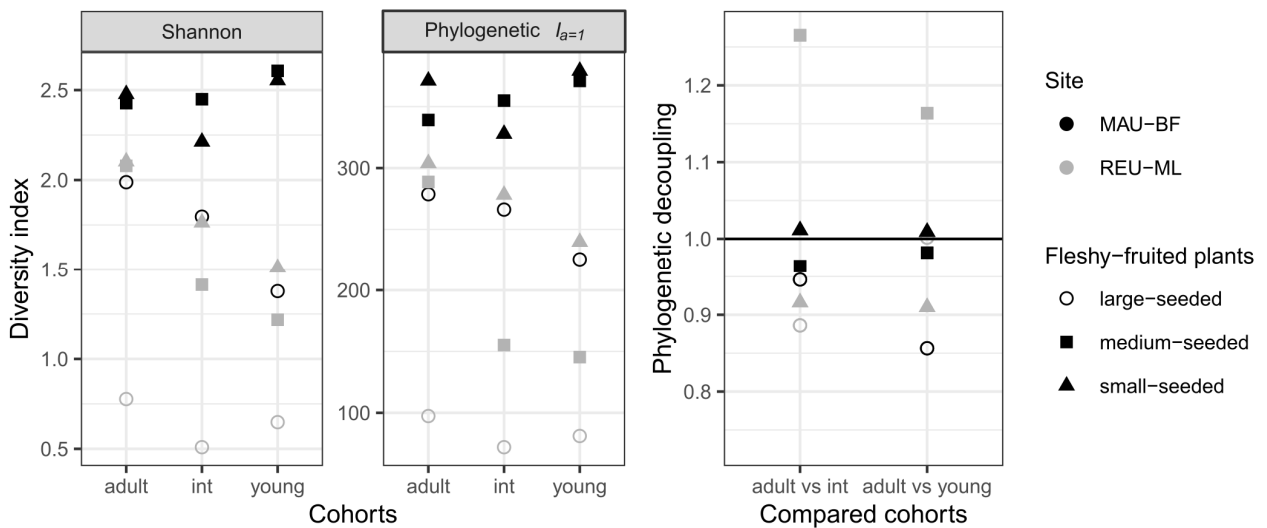 Shannon
Phylogenetic I a=1
Diversity index
2.5
2.0
1.5
1.0
0.5
300
200
100
adult int young
adult int young
Cohorts
Phylogenetic decoupling
1.2
1.1
1.0
0.9
0.8
adult vs int adult vs young
Compared cohorts
Site
MAU−BF
REU−ML
Fleshy−fruited plants
large−seeded
medium−seeded
small−seeded